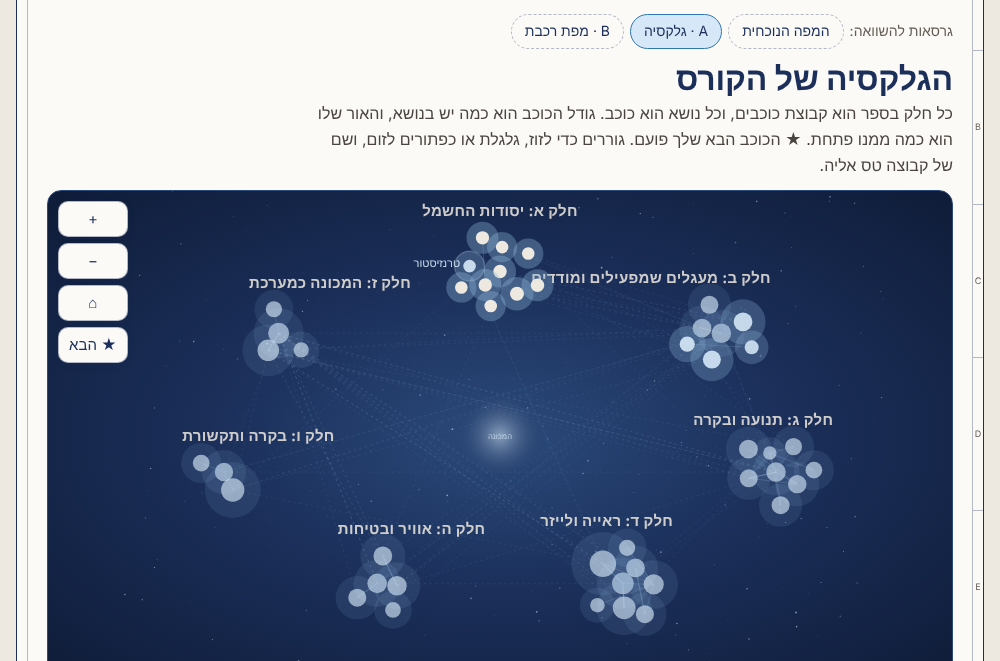 גרסאות להשוואה: המפה הנוכחית A · גלקסיה B · מפת רכבת
הגלקסיה של הקורס
כל חלק בספר הוא קבוצת כוכבים, וכל נושא הוא כוכב. גודל הכוכב הוא כמה יש בנושא, והאור שלו
הוא כמה ממנו פתחת. ★ הכוכב הבא שלך פועם. גוררים כדי לזוז, גלגלת או כפתורים לזום, ושם
של קבוצה טס אליה.
+
−
⌂
★ הבא
חלק א: יסודות החשמל
טרנזיסטור
חלק ב: מעגלים שמפעילים ומודדים
חלק ז: המכונה כמערכת
חלק ג: תנועה ובקרה
המכונה
חלק ו: בקרה ותקשורת
חלק ד: ראייה ולייזר
חלק ה: אוויר ובטיחות
B
C
D
E